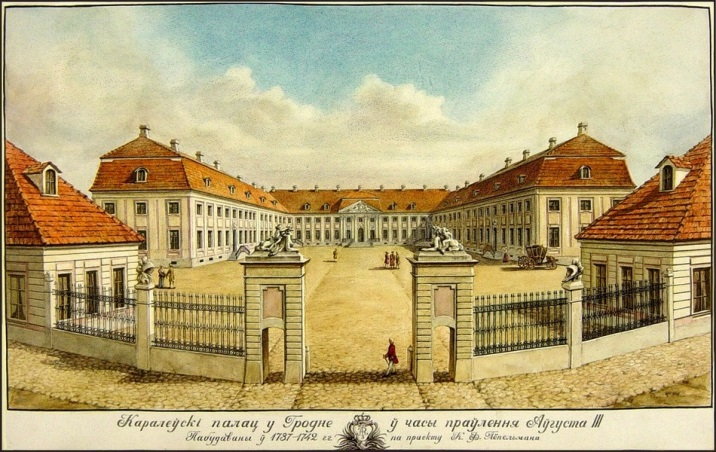 Каралеўскі палац у Гродне ў часы праўлення Аўгуста III
Пабудаваны ў 1737-1742 гг. па праекту К. Ф. Пёпельмана